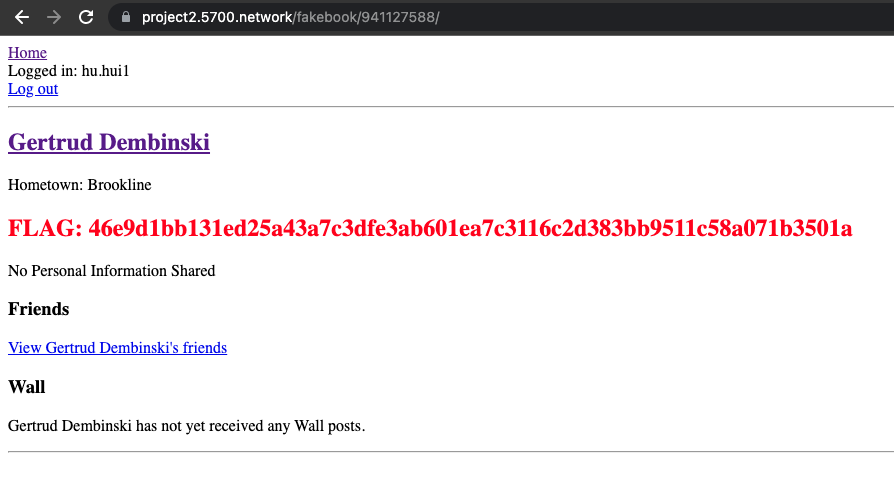 project2.5700.network/fakebook/941127588/
Home
Logged in: hu.hui1
Log out
Gertrud Dembinski
Hometown: Brookline
FLAG: 46e9d1bb131ed25a43a7c3dfe3ab601ea7c3116c2d383bb9511c58a071b3501a
No Personal Information Shared
Friends
View Gertrud Dembinski's friends
Wall
Gertrud Dembinski has not yet received any Wall posts.